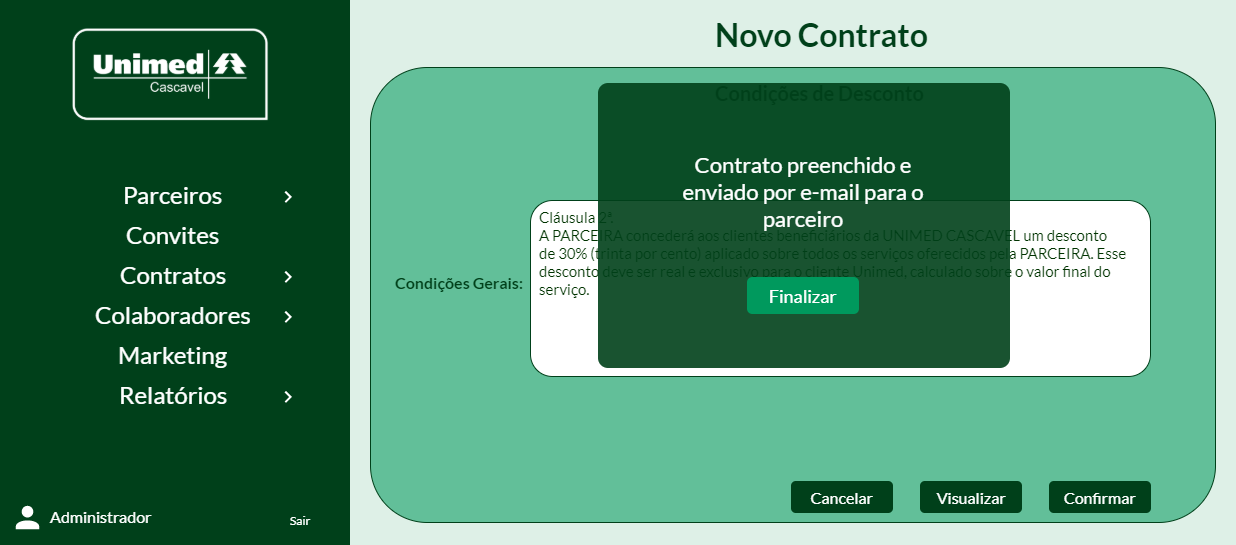 Unimed
Cascavel
Parceiros
Convites
Contratos
Colaboradores
Marketing
Relatórios
Administrador
Sair
Novo Contrato
Condições de Desconto
Contrato preenchido e
enviado por e-mail para o
parceiro
Finalizar
Condições Gerais:
Cláusula 2ª.
A PARCEIRA concederá aos clientes beneficiários da UNIMED CASCAVEL um desconto
de 30% (trinta por cento) aplicado sobre todos os serviços oferecidos pela PARCEIRA. Esse
desconto deve ser real e exclusivo para o cliente Unimed, calculado sobre o valor final do
serviço.
Cancelar
Visualizar
Confirmar